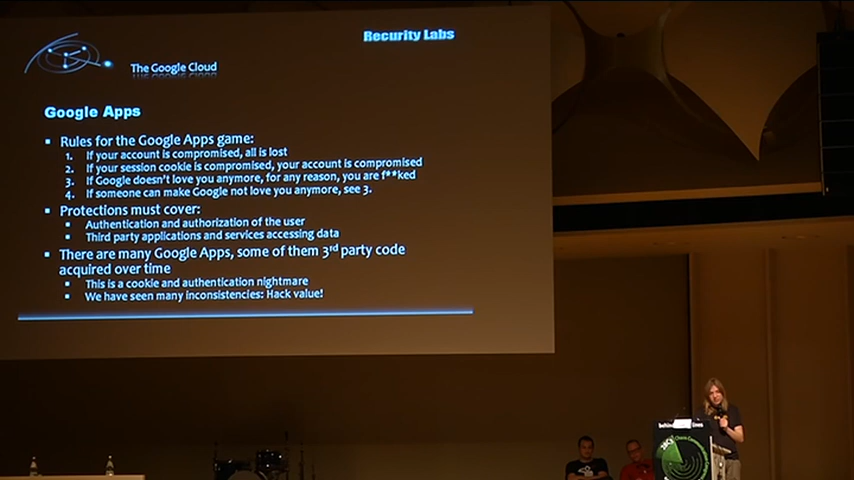 Recurity Labs
The Google Cloud
Google Apps
Rules for the Google Apps game:
1. If your account is compromised, all is lost
2. If your session cookie is compromised, your account is compromised
3. If Google doesn't love you anymore, for any reason, you are f**ked
4. If someone can make Google not love you anymore, see 3.
Protections must cover:
Authentication and authorization of the user
Third party applications and services accessing data
There are many Google Apps, some of them 3rd party code
acquired over time
This is a cookie and authentication nightmare
We have seen many inconsistencies: Hack value!
behind lines
28C3 Chaos Communication